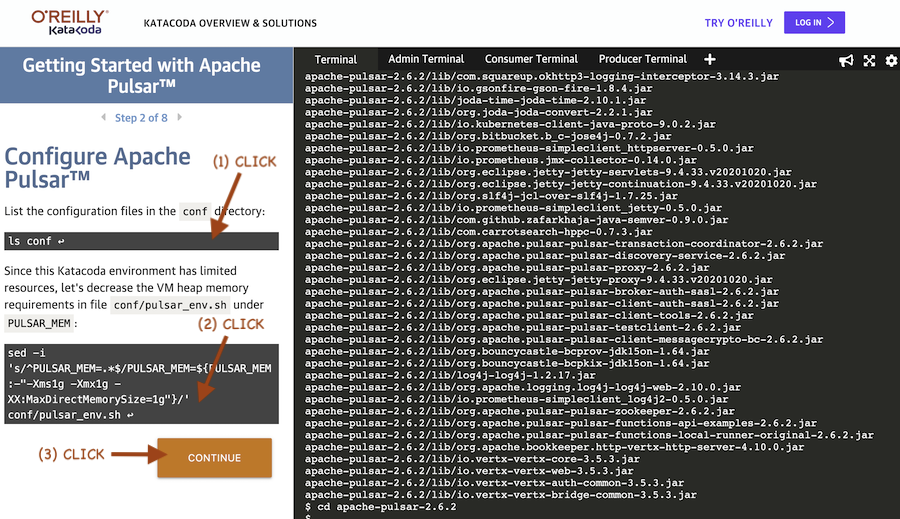 O'REILLY
KataCoda
KATACODA OVERVIEW & SOLUTIONS
TRY O'REILLY
LOG IN
Getting Started with Apache
Pulsar™
Step 2 of 8
Configure Apache
Pulsar™
(1) CLICK
List the configuration files in the conf directory:
ls conf ↩
Since this Katacoda environment has limited
resources, let's decrease the VM heap memory
requirements in file conf/pulsar_env.sh under
PULSAR_MEM :
(2) CLICK
sed -i
's/^PULSAR_MEM=.*$/PULSAR_MEM=${PULSAR_MEM
:-"-Xms1g -Xmx1g -
XX:MaxDirectMemorySize=1g"}/'
conf/pulsar_env.sh ↩
(3) CLICK
CONTINUE
Terminal
Admin Terminal
Consumer Terminal
Producer Terminal
+
apache-pulsar-2.6.2/lib/com.squareup.okhttp3-logging-interceptor-3.14.3.jar
apache-pulsar-2.6.2/lib/io.gsonfire-gson-fire-1.8.4.jar
apache-pulsar-2.6.2/lib/joda-time-joda-time-2.10.1.jar
apache-pulsar-2.6.2/lib/org.joda-joda-convert-2.2.1.jar
apache-pulsar-2.6.2/lib/io.kubernetes-client-java-proto-9.0.2.jar
apache-pulsar-2.6.2/lib/org.bitbucket.b_c-jose4j-0.7.2.jar
apache-pulsar-2.6.2/lib/io.prometheus-simpleclient_httpserver-0.5.0.jar
apache-pulsar-2.6.2/lib/io.prometheus.jmx-collector-0.14.0.jar
apache-pulsar-2.6.2/lib/org.eclipse.jetty-jetty-servlets-9.4.33.v20201020.jar
apache-pulsar-2.6.2/lib/org.eclipse.jetty-jetty-continuation-9.4.33.v20201020.jar
apache-pulsar-2.6.2/lib/org.slf4j-jcl-over-slf4j-1.7.25.jar
apache-pulsar-2.6.2/lib/io.prometheus-simpleclient_jetty-0.5.0.jar
apache-pulsar-2.6.2/lib/com.github.zafarkhaja-java-semver-0.9.0.jar
apache-pulsar-2.6.2/lib/com.carrotsearch-hppc-0.7.3.jar
apache-pulsar-2.6.2/lib/org.apache.pulsar-pulsar-transaction-coordinator-2.6.2.jar
apache-pulsar-2.6.2/lib/org.apache.pulsar-pulsar-discovery-service-2.6.2.jar
apache-pulsar-2.6.2/lib/org.apache.pulsar-pulsar-proxy-2.6.2.jar
apache-pulsar-2.6.2/lib/org.eclipse.jetty-jetty-proxy-9.4.33.v20201020.jar
apache-pulsar-2.6.2/lib/org.apache.pulsar-pulsar-broker-auth-sasl-2.6.2.jar
apache-pulsar-2.6.2/lib/org.apache.pulsar-pulsar-client-auth-sasl-2.6.2.jar
apache-pulsar-2.6.2/lib/org.apache.pulsar-pulsar-client-tools-2.6.2.jar
apache-pulsar-2.6.2/lib/org.apache.pulsar-pulsar-testclient-2.6.2.jar
apache-pulsar-2.6.2/lib/org.apache.pulsar-pulsar-client-messagecrypto-bc-2.6.2.jar
apache-pulsar-2.6.2/lib/org.bouncycastle-bcprov-jdk15on-1.64.jar
apache-pulsar-2.6.2/lib/org.bouncycastle-bcpkix-jdk15on-1.64.jar
apache-pulsar-2.6.2/lib/log4j-log4j-1.2.17.jar
apache-pulsar-2.6.2/lib/org.apache.logging.log4j-log4j-web-2.10.0.jar
apache-pulsar-2.6.2/lib/io.prometheus-simpleclient_log4j2-0.5.0.jar
apache-pulsar-2.6.2/lib/org.apache.pulsar-pulsar-zookeeper-2.6.2.jar
apache-pulsar-2.6.2/lib/org.apache.pulsar-pulsar-functions-api-examples-2.6.2.jar
apache-pulsar-2.6.2/lib/org.apache.pulsar-pulsar-functions-local-runner-original-2.6.2.jar
apache-pulsar-2.6.2/lib/org.apache.bookkeeper.http-vertx-http-server-4.10.0.jar
apache-pulsar-2.6.2/lib/io.vertx-vertx-core-3.5.3.jar
apache-pulsar-2.6.2/lib/io.vertx-vertx-web-3.5.3.jar
apache-pulsar-2.6.2/lib/io.vertx-vertx-auth-common-3.5.3.jar
apache-pulsar-2.6.2/lib/io.vertx-vertx-bridge-common-3.5.3.jar
$ cd apache-pulsar-2.6.2
$